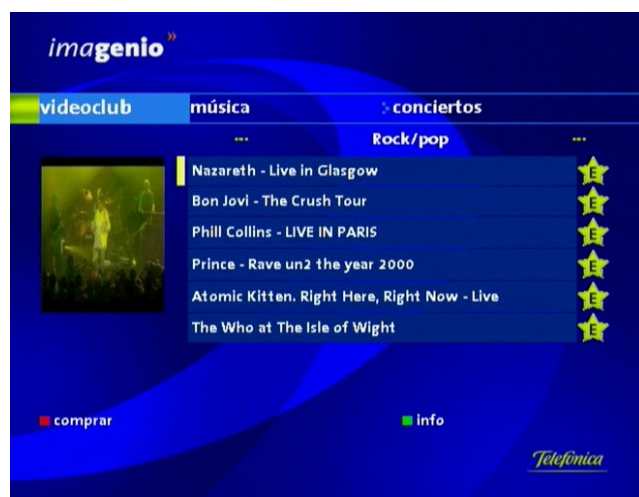 imagenio»
videoclub música conciertos
--- Rock/pop ---
Nazareth - Live in Glasgow E
Bon Jovi - The Crush Tour E
Phill Collins - LIVE IN PARIS E
Prince - Rave un2 the year 2000 E
Atomic Kitten. Right Here, Right Now - Live E
The Who at The Isle of Wight E
comprar info
Telefónica